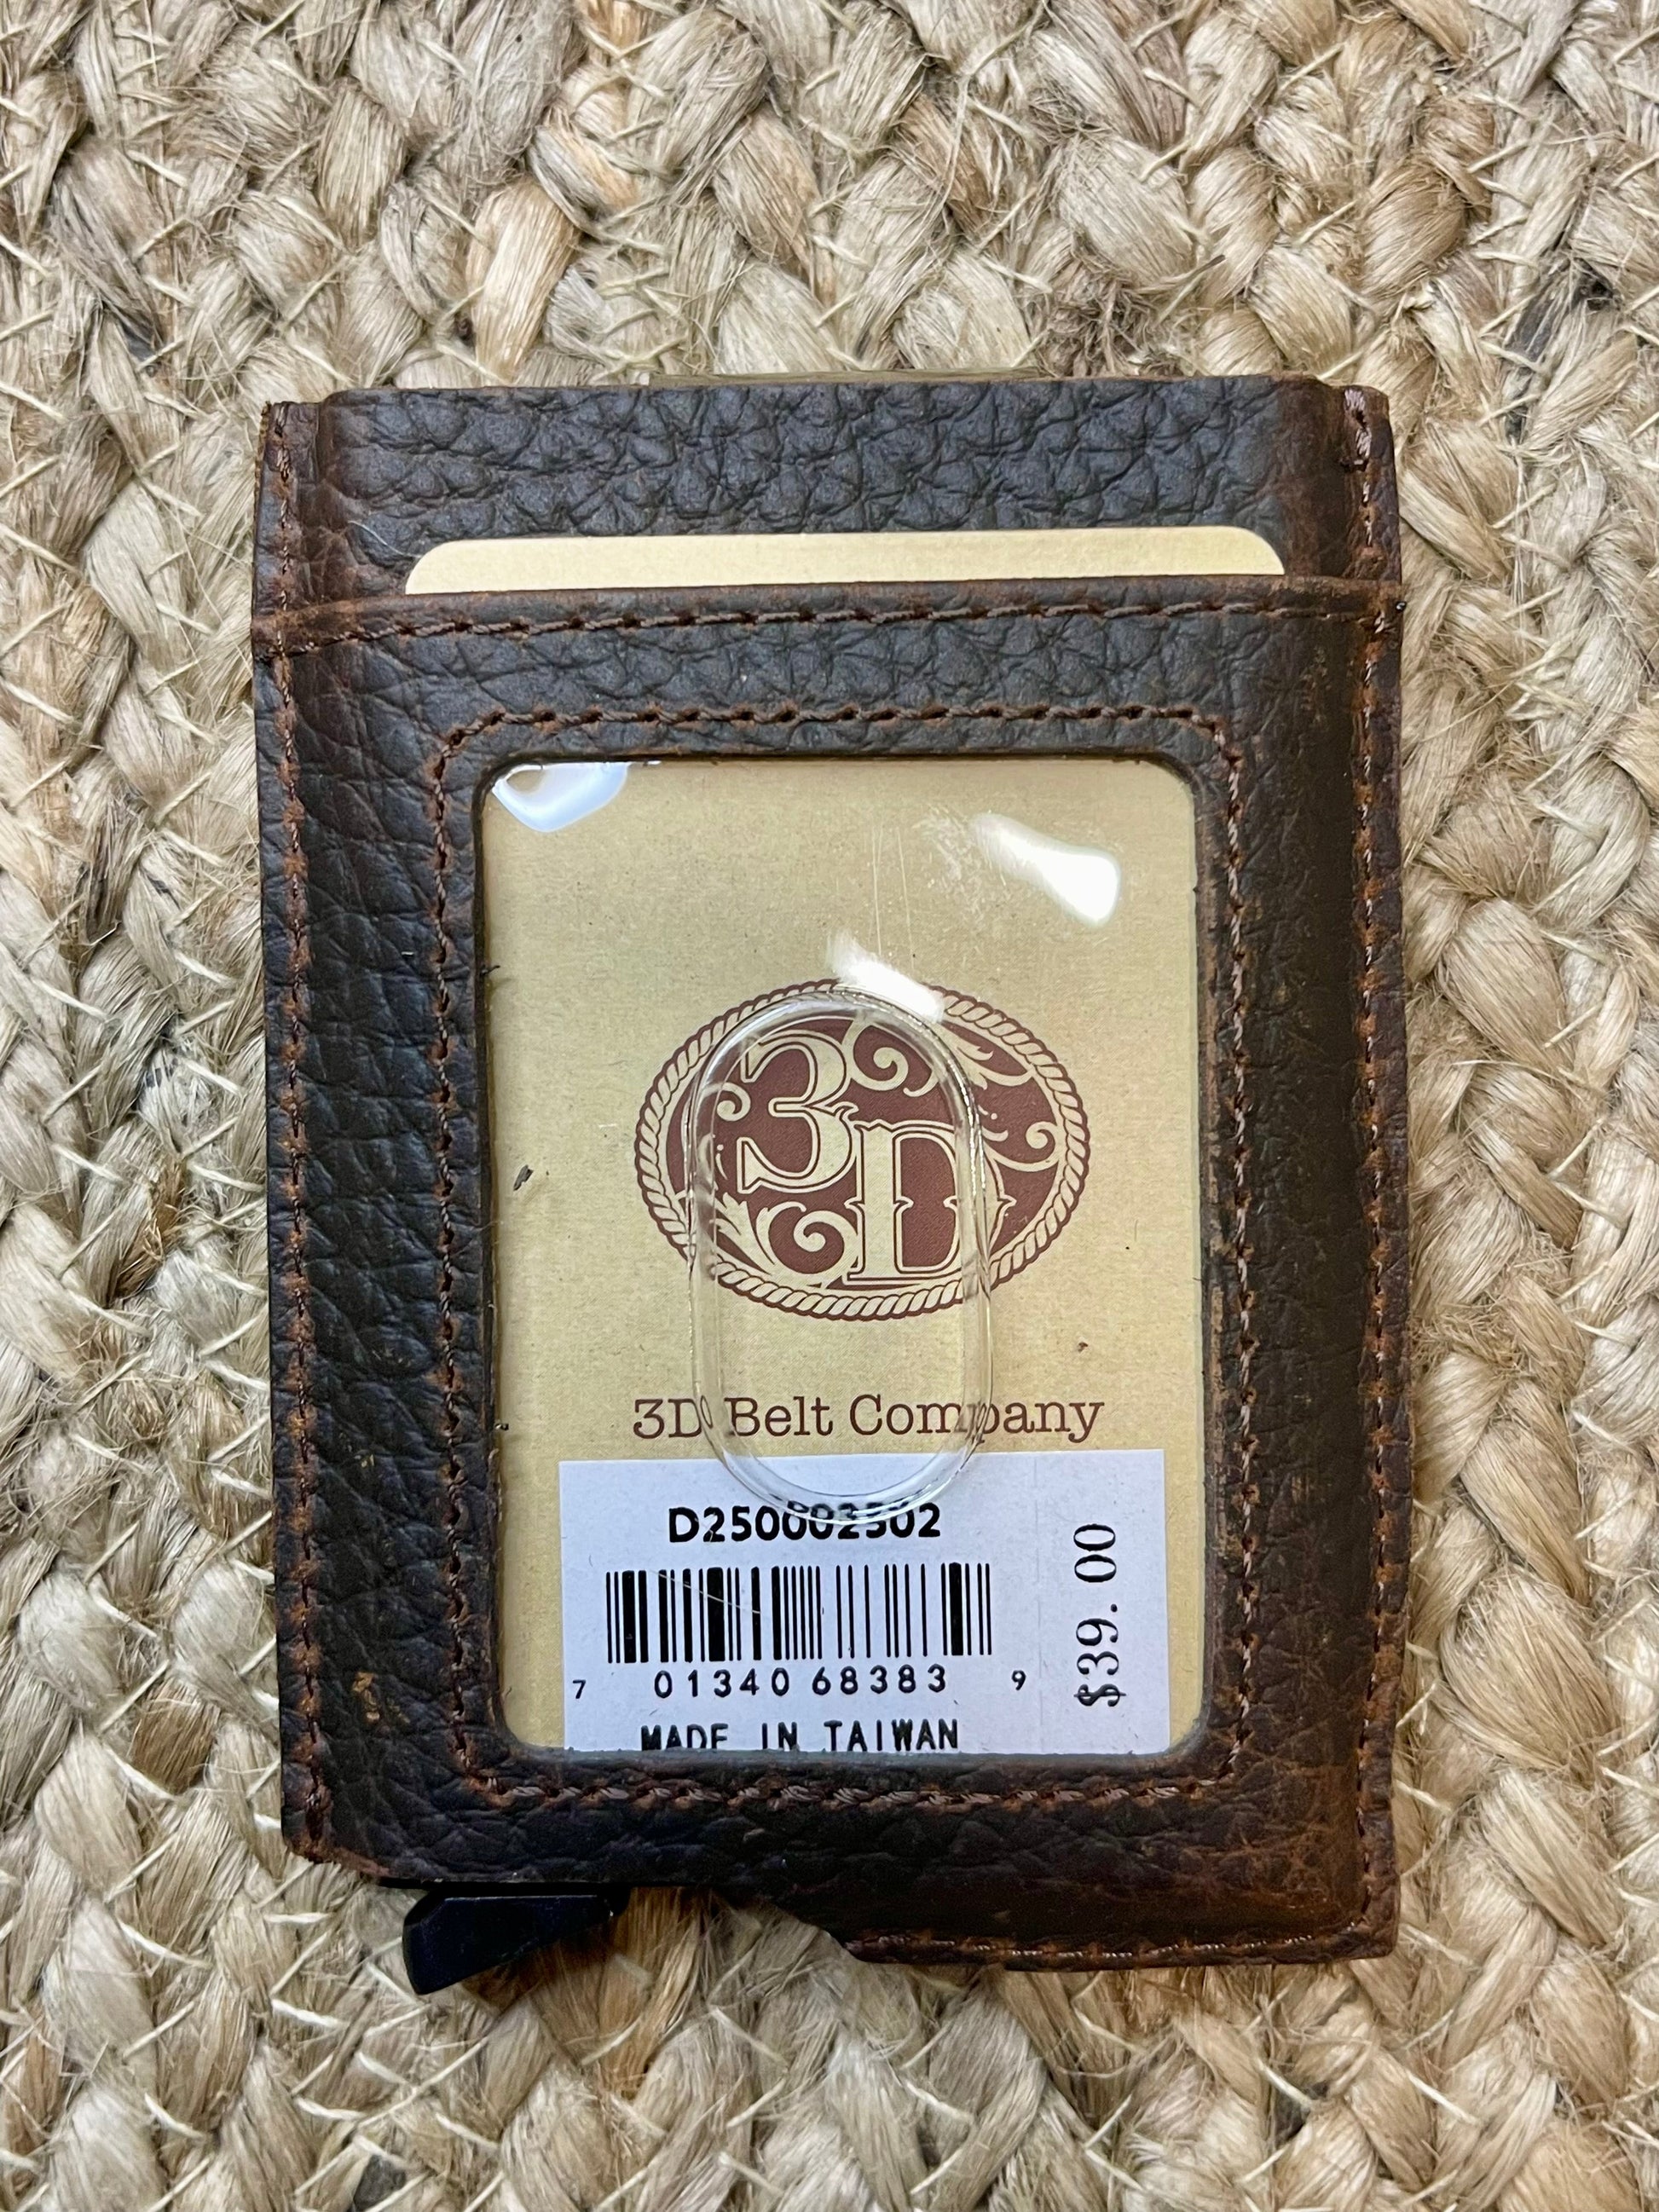 3D
3D Belt Company
D250002502
7 01340 68383 9
MADE IN TAIWAN
$39.00